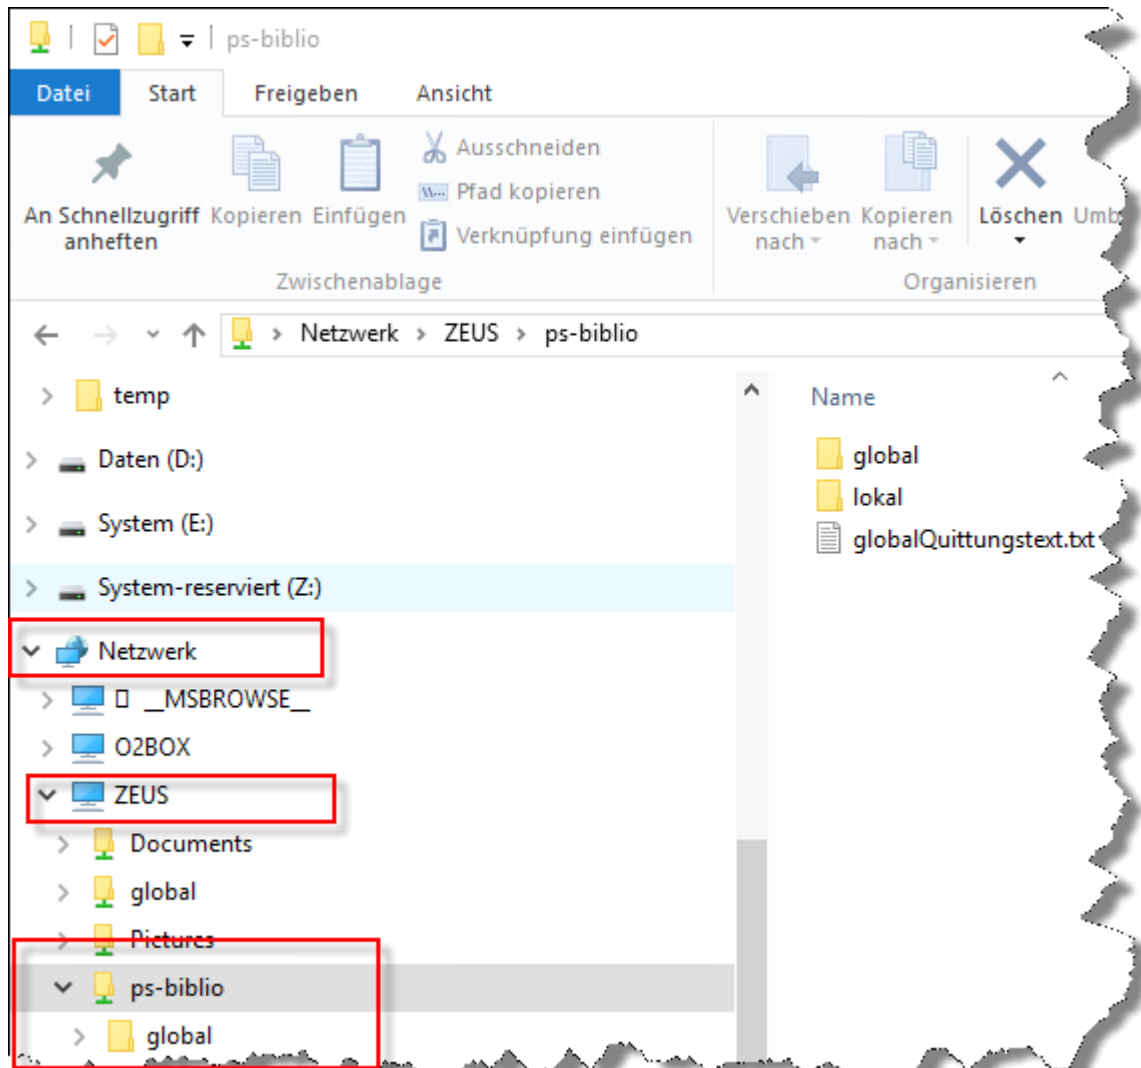 ps-biblio
Datei Start Freigeben Ansicht
An Schnellzugriff anheften
Kopieren
Einfügen
Ausschneiden
Pfad kopieren
Verknüpfung einfügen
Zwischenablage
Verschieben nach
Kopieren nach
Löschen
Organisieren
Netzwerk > ZEUS > ps-biblio
temp
Daten (D:)
System (E:)
System-reserviert (Z:)
Netzwerk
__MSBROWSE__
O2BOX
ZEUS
Documents
global
Pictures
ps-biblio
global
Name
global
lokal
globalQuittungstext.txt